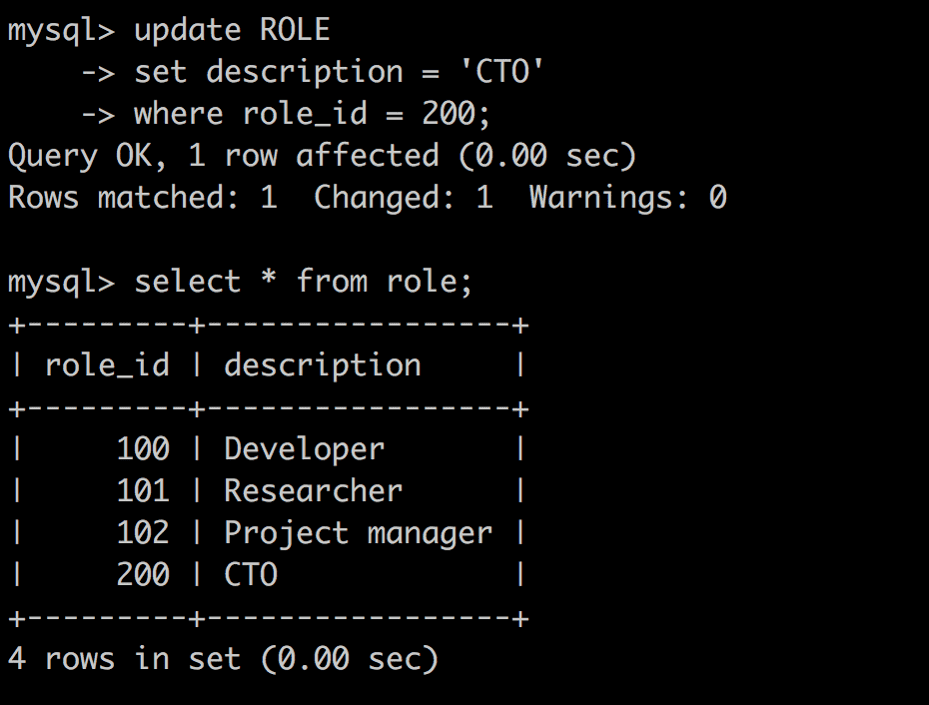 mysql> update ROLE
    -> set description = 'CTO'
    -> where role_id = 200;
Query OK, 1 row affected (0.00 sec)
Rows matched: 1  Changed: 1  Warnings: 0

mysql> select * from role;
+---------+-----------------+
| role_id | description     |
+---------+-----------------+
|     100 | Developer       |
|     101 | Researcher      |
|     102 | Project manager |
|     200 | CTO             |
+---------+-----------------+
4 rows in set (0.00 sec)